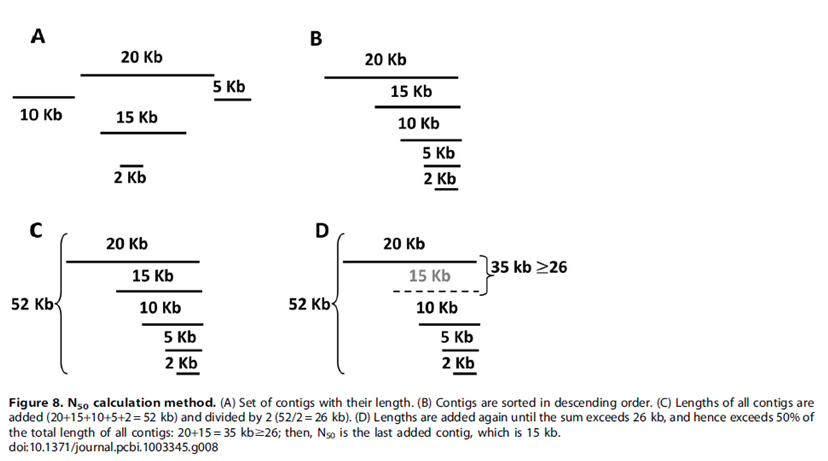 A
20 Kb
5 Kb
10 Kb
15 Kb
2 Kb
B
20 Kb
15 Kb
10 Kb
5 Kb
2 Kb
C
20 Kb
15 Kb
52 Kb
10 Kb
5 Kb
2 Kb
D
20 Kb
35 kb ≥26
15 Kb
52 Kb
10 Kb
5 Kb
2 Kb
Figure 8. N50 calculation method. (A) Set of contigs with their length. (B) Contigs are sorted in descending order. (C) Lengths of all contigs are
added (20+15+10+5+2 = 52 kb) and divided by 2 (52/2 = 26 kb). (D) Lengths are added again until the sum exceeds 26 kb, and hence exceeds 50% of
the total length of all contigs: 20+15 = 35 kb≥26; then, N50 is the last added contig, which is 15 kb.
doi:10.1371/journal.pcbi.1003345.g008